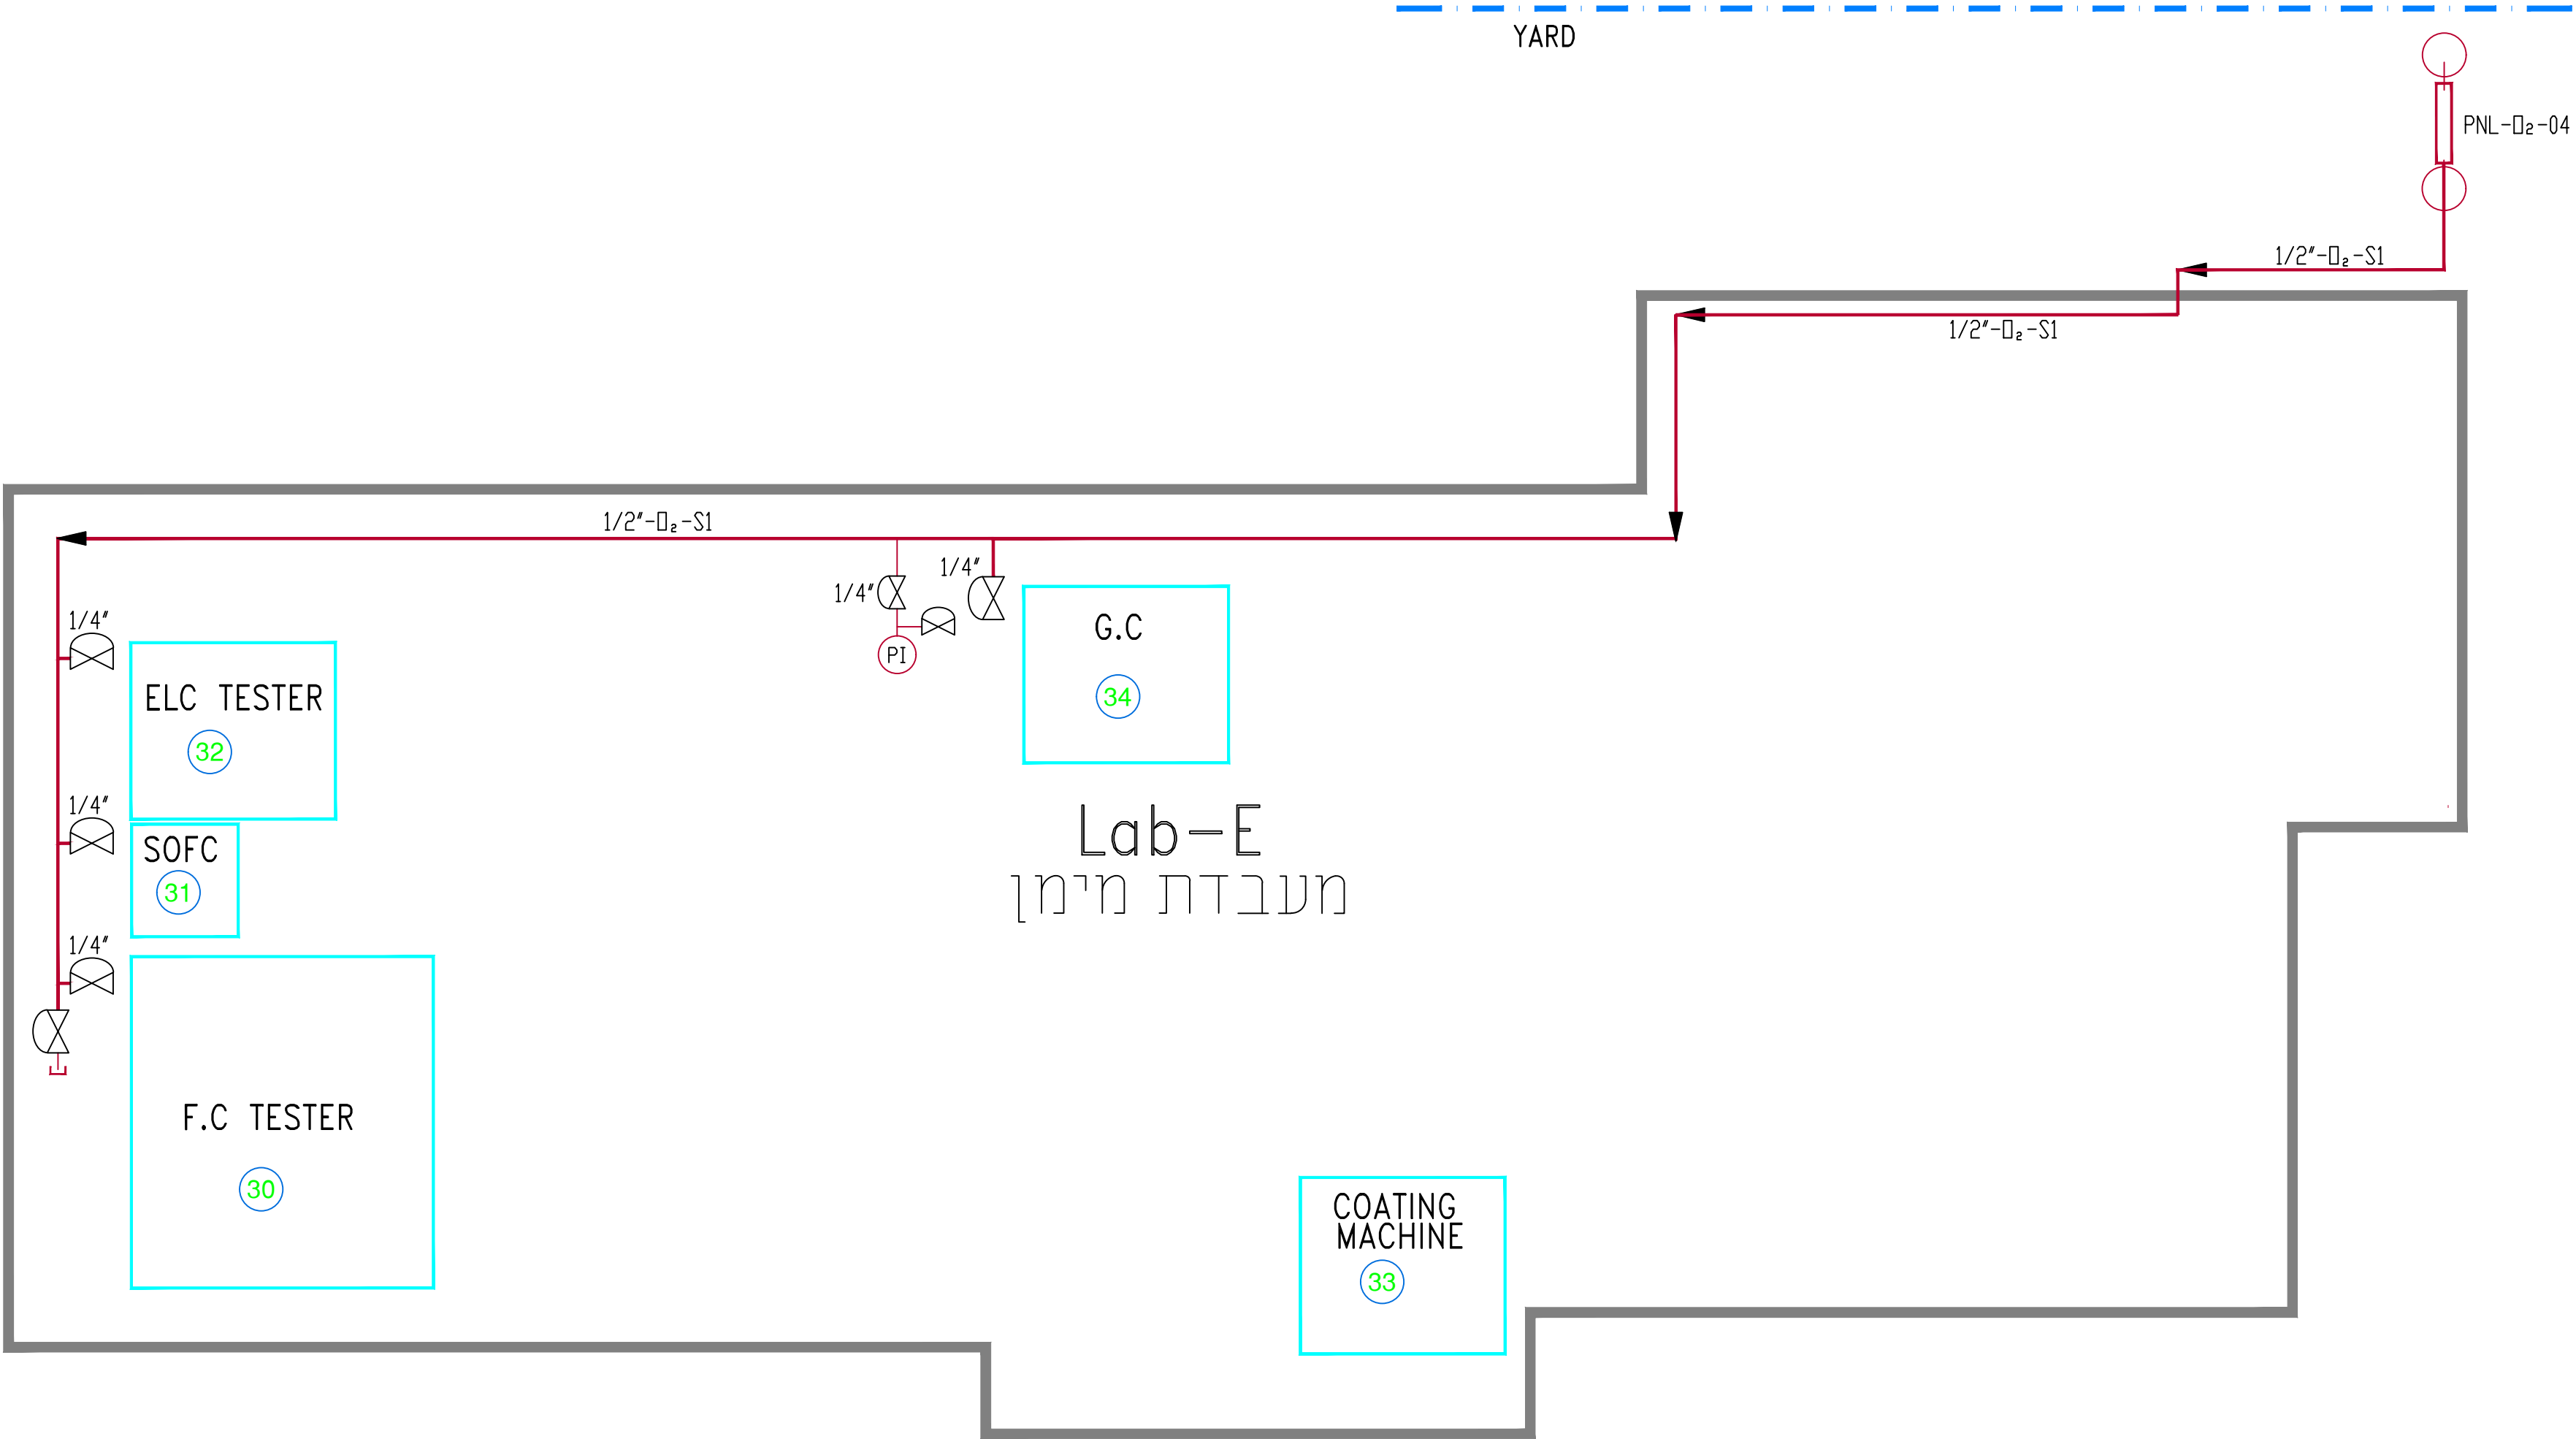 YARD
PNL-O₂-04
1/2"-O₂-S1
1/2"-O₂-S1
1/2"-O₂-S1
1/4"
1/4"
PI
G.C
34
1/4"
ELC TESTER
32
1/4"
SOFC
31
1/4"
F.C TESTER
30
Lab-E
מעבדת מימן
COATING
MACHINE
33